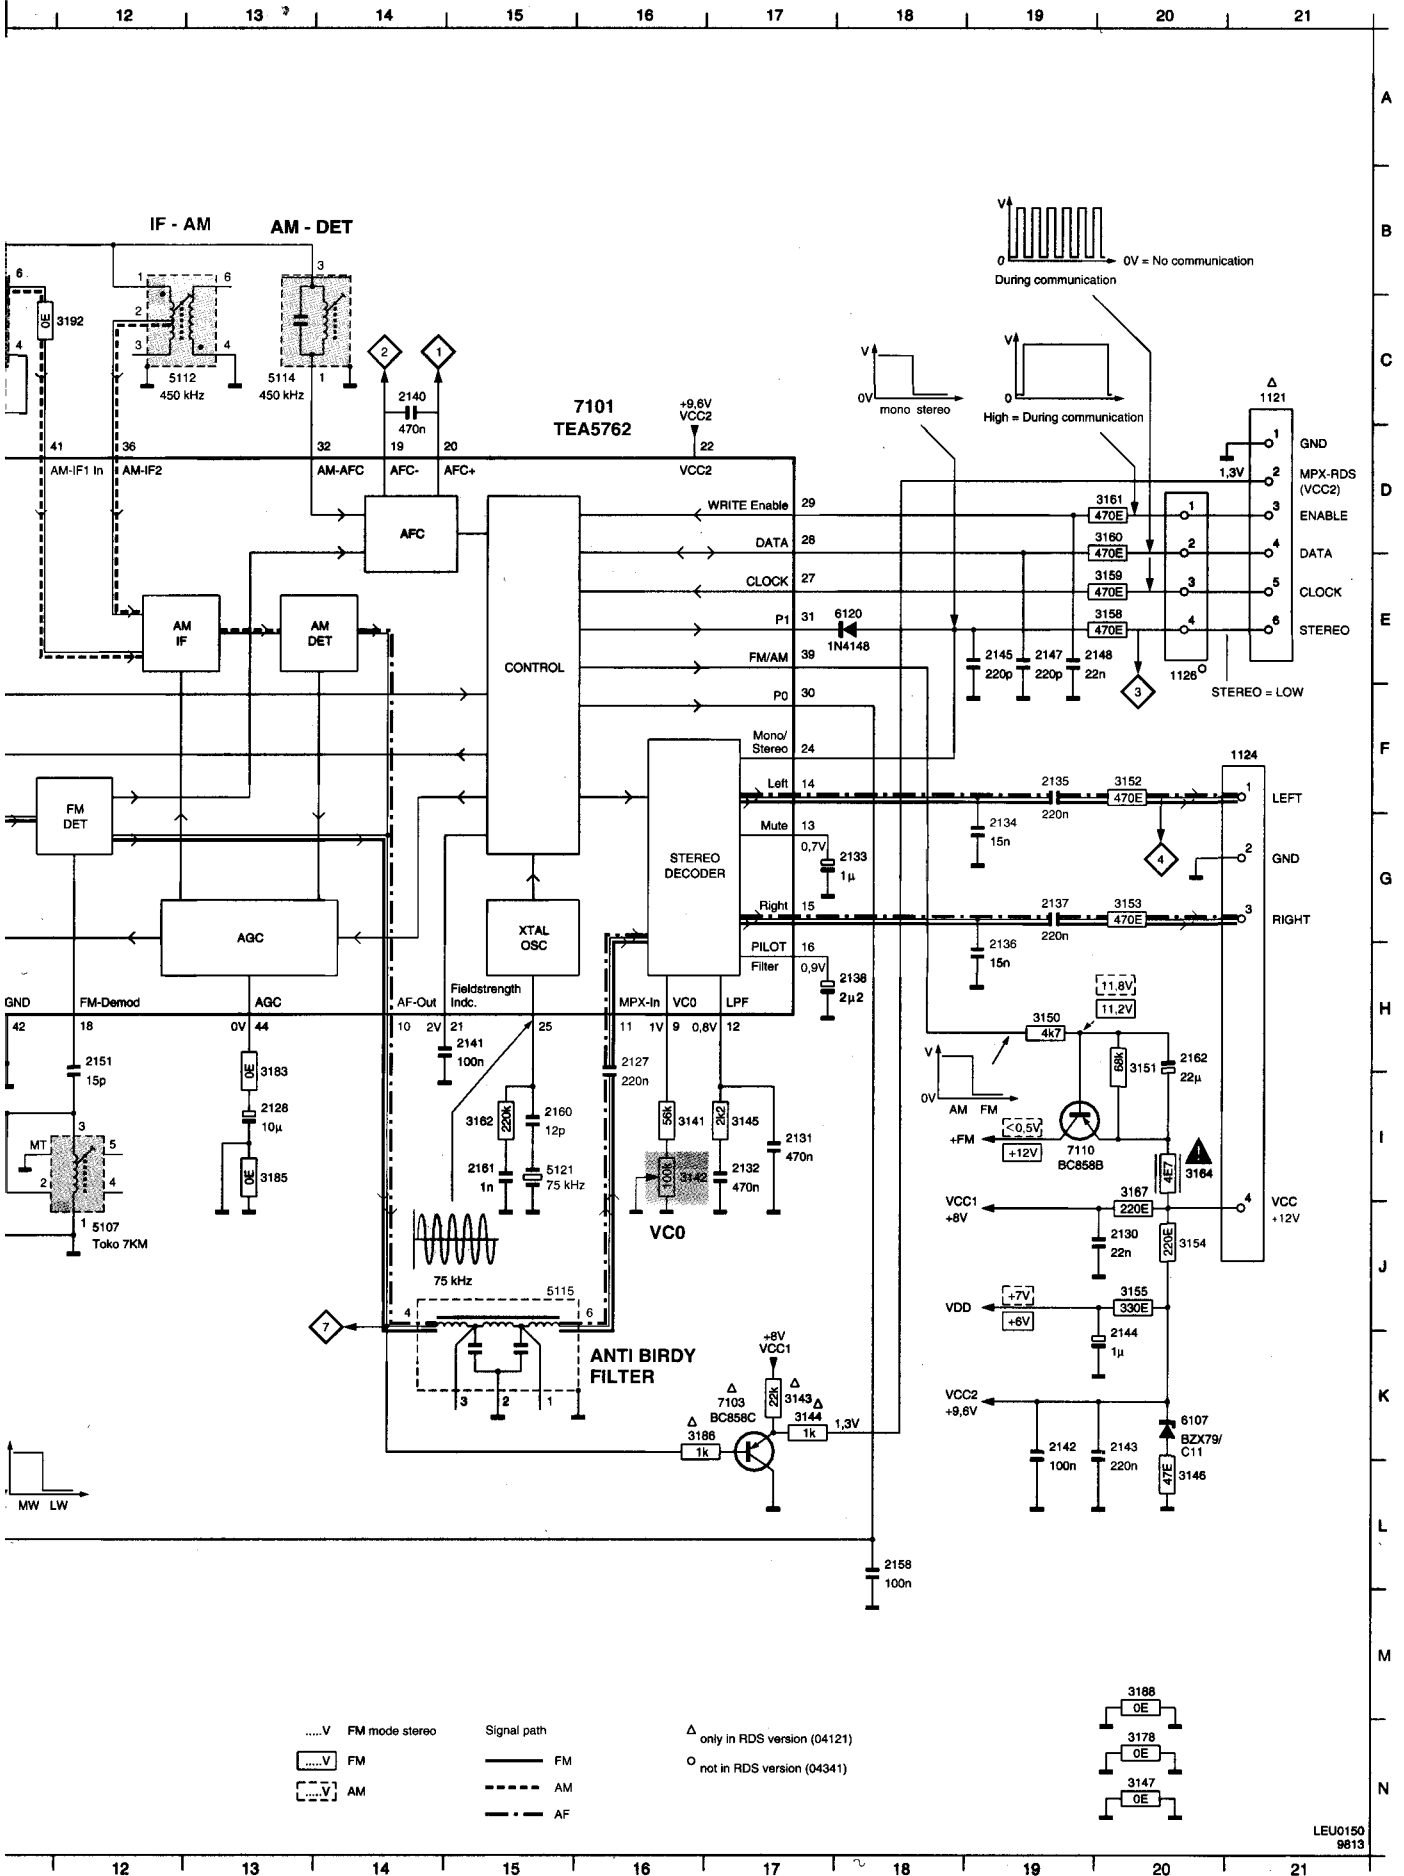 12 13 14 15 16 17 18 19 20 21
A
B
IF - AM
AM - DET
V
0
0V = No communication
During communication
6
1
6
3
3192
0E
2
4
3
4
1
5112
450 kHz
5114
450 kHz
2
1
2140
470n
C
V
0V
mono stereo
V
0
High = During communication
7101
TEA5762
+9,6V
VCC2
1121
41
36
32
19
20
22
1
GND
AM-IF1 In
AM-IF2
AM-AFC
AFC-
AFC+
VCC2
1,3V
2
MPX-RDS
(VCC2)
D
AFC
WRITE Enable
29
3161
470E
1
3
ENABLE
DATA
28
3160
470E
2
4
DATA
CLOCK
27
3159
470E
3
5
CLOCK
AM
IF
AM
DET
P1
31
6120
1N4148
3158
470E
4
6
STEREO
E
CONTROL
FM/AM
39
2145
220p
2147
220p
2148
22n
1126
3
STEREO = LOW
P0
30
Mono/
Stereo
24
F
1124
FM
DET
Left
14
2135
220n
3152
470E
1
LEFT
2134
15n
4
Mute
13
0,7V
2133
1µ
STEREO
DECODER
2
GND
G
AGC
XTAL
OSC
Right
15
2137
220n
3153
470E
3
RIGHT
2136
15n
PILOT
Filter
16
0,9V
2138
2µ2
GND
FM-Demod
AGC
AF-Out
Fieldstrength
Indc.
MPX-In
VC0
LPF
H
42
18
0V
44
10
2V
21
25
11
1V
9
0,8V
12
11,8V
11,2V
3150
4k7
2151
15p
0E
3183
2141
100n
2127
220n
V
0V
AM FM
68k
3151
2162
22µ
2128
10µ
3162
220k
2160
12p
56k
3141
2k2
3145
2131
470n
+FM
<0,5V
+12V
7110
BC858B
4E7
3164
I
MT
3
5
2
4
1
5107
Toko 7KM
0E
3185
2161
1n
5121
75 kHz
100k
3142
2132
470n
VC0
VCC1
+8V
3167
220E
4
VCC
+12V
2130
22n
220E
3154
J
75 kHz
5115
VDD
+7V
+6V
3155
330E
2144
1µ
7
4
6
3
2
1
ANTI BIRDY
FILTER
+8V
VCC1
7103
BC858C
22k
3143
3144
1k
1,3V
3186
1k
VCC2
+9,6V
K
6107
BZX79/
C11
2142
100n
2143
220n
47E
3146
MW LW
L
2158
100n
M
3188
0E
3178
0E
3147
0E
.....V FM mode stereo
.....V FM
.....V AM
Signal path
FM
AM
AF
Δ only in RDS version (04121)
o not in RDS version (04341)
N
LEU0150
9813
12 13 14 15 16 17 18 19 20 21